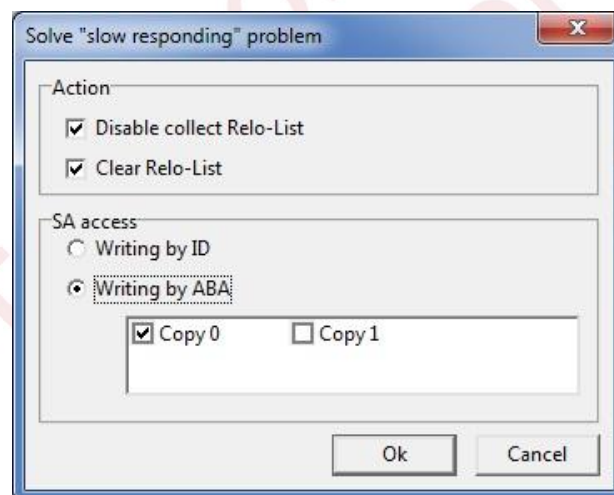 Solve "slow responding" problem
Action
Disable collect Relo-List
Clear Relo-List
SA access
Writing by ID
Writing by ABA
Copy 0 Copy 1
Ok Cancel